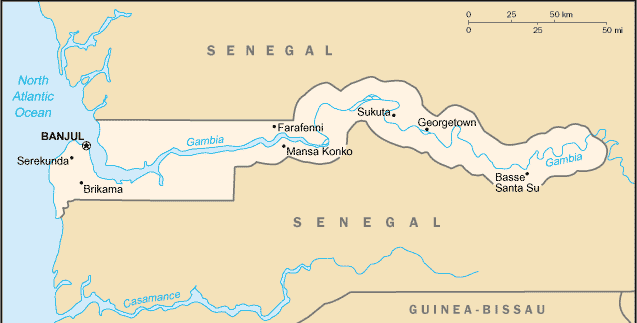 0 25 50 km
0 25 50 mi
SENEGAL
North
Atlantic
Ocean
Sukuta
Georgetown
Farafenni
BANJUL
Gambia
Mansa Konko
Serekunda
Gambia
Brikama
Basse
Santa Su
SENEGAL
Casamance
GUINEA-BISSAU